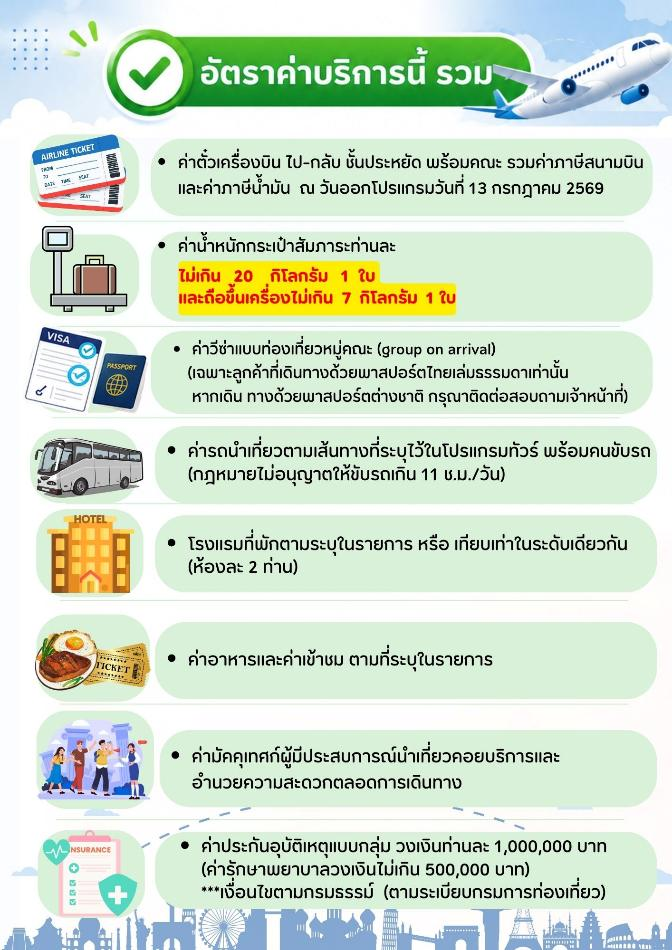 อัตราค่าบริการนี้ รวม
AIRLINE TICKET
• ค่าตั๋วเครื่องบิน ไป-กลับ ชั้นประหยัด พร้อมคณะ รวมค่าภาษีสนามบิน
และค่าภาษีน้ำมัน ณ วันออกโปรแกรมวันที่ 13 กรกฎาคม 2569
• ค่าน้ำหนักกระเป๋าสัมภาระท่านละ
ไม่เกิน 20 กิโลกรัม 1 ใบ
และถือขึ้นเครื่องไม่เกิน 7 กิโลกรัม 1 ใบ
VISA
PASSPORT
• ค่าวีซ่าแบบท่องเที่ยวหมู่คณะ (group on arrival)
(เฉพาะลูกค้าที่เดินทางด้วยพาสปอร์ตไทยเล่มธรรมดาเท่านั้น
หากเดิน ทางด้วยพาสปอร์ตต่างชาติ กรุณาติดต่อสอบถามเจ้าหน้าที่)
• ค่ารถนำเที่ยวตามเส้นทางที่ระบุไว้ในโปรแกรมทัวร์ พร้อมคนขับรถ
(กฎหมายไม่อนุญาตให้ขับรถเกิน 11 ช.ม./วัน)
HOTEL
• โรงแรมที่พักตามระบุในรายการ หรือ เทียบเท่าในระดับเดียวกัน
(ห้องละ 2 ท่าน)
TICKET
• ค่าอาหารและค่าเข้าชม ตามที่ระบุในรายการ
• ค่ามัคคุเทศก์ผู้มีประสบการณ์นำเที่ยวคอยบริการและ
อำนวยความสะดวกตลอดการเดินทาง
NSURANCE
• ค่าประกันอุบัติเหตุแบบกลุ่ม วงเงินท่านละ 1,000,000 บาท
(ค่ารักษาพยาบาลวงเงินไม่เกิน 500,000 บาท)
***เงื่อนไขตามกรมธรรม์ (ตามระเบียบกรมการท่องเที่ยว)